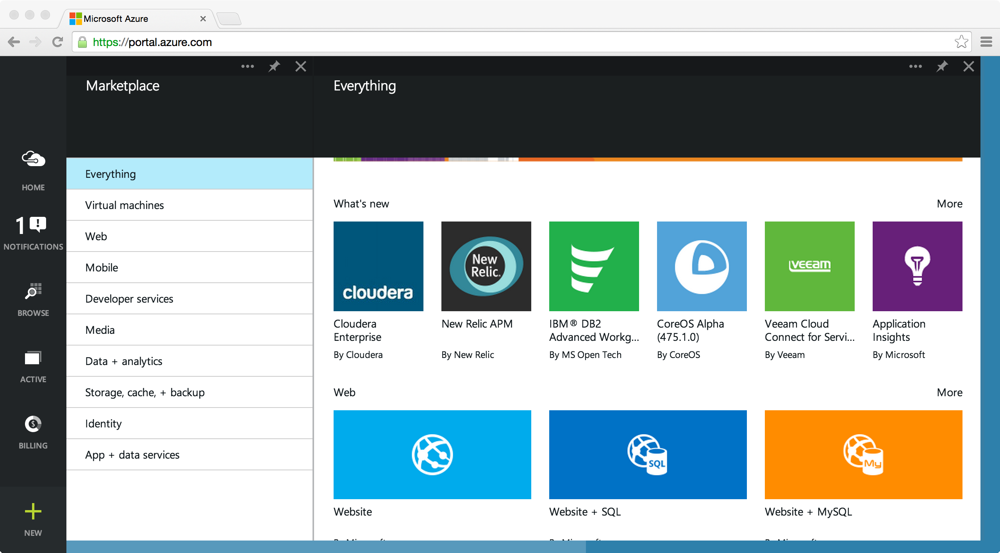 Microsoft Azure
https://portal.azure.com
Marketplace
Everything
HOME
1
NOTIFICATIONS
BROWSE
ACTIVE
BILLING
NEW
Everything
Virtual machines
Web
Mobile
Developer services
Media
Data + analytics
Storage, cache, + backup
Identity
App + data services
What's new
More
cloudera
New
Relic.
veeam
Cloudera
Enterprise
By Cloudera
New Relic APM
By New Relic
IBM® DB2
Advanced Workg...
By MS Open Tech
CoreOS Alpha
(475.1.0)
By CoreOS
Veeam Cloud
Connect for Servi...
By Veeam
Application
Insights
By Microsoft
Web
More
SQL
My
Website
Website + SQL
Website + MySQL